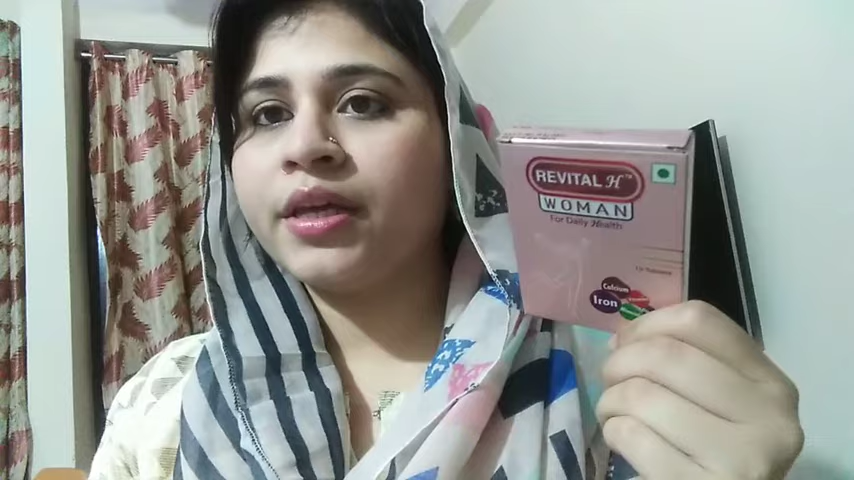 REVITAL H
WOMAN
For Daily Health
Calcium
Iron